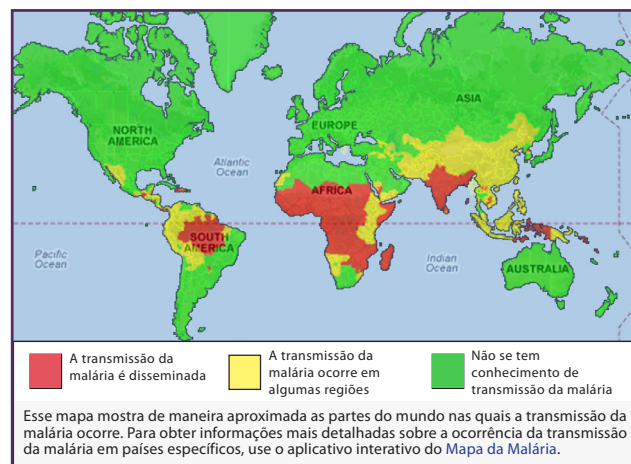 NORTH
AMERICA
EUROPE
ASIA
Atlantic
Ocean
AFRICA
SOUTH
AMERICA
Pacific
Ocean
Indian
Ocean
AUSTRALIA
A transmissão da
malária é disseminada
A transmissão da
malária ocorre em
algumas regiões
Não se tem
conhecimento de
transmissão da malária
Esse mapa mostra de maneira aproximada as partes do mundo nas quais a transmissão da
malária ocorre. Para obter informações mais detalhadas sobre a ocorrência da transmissão
da malária em países específicos, use o aplicativo interativo do Mapa da Malária.